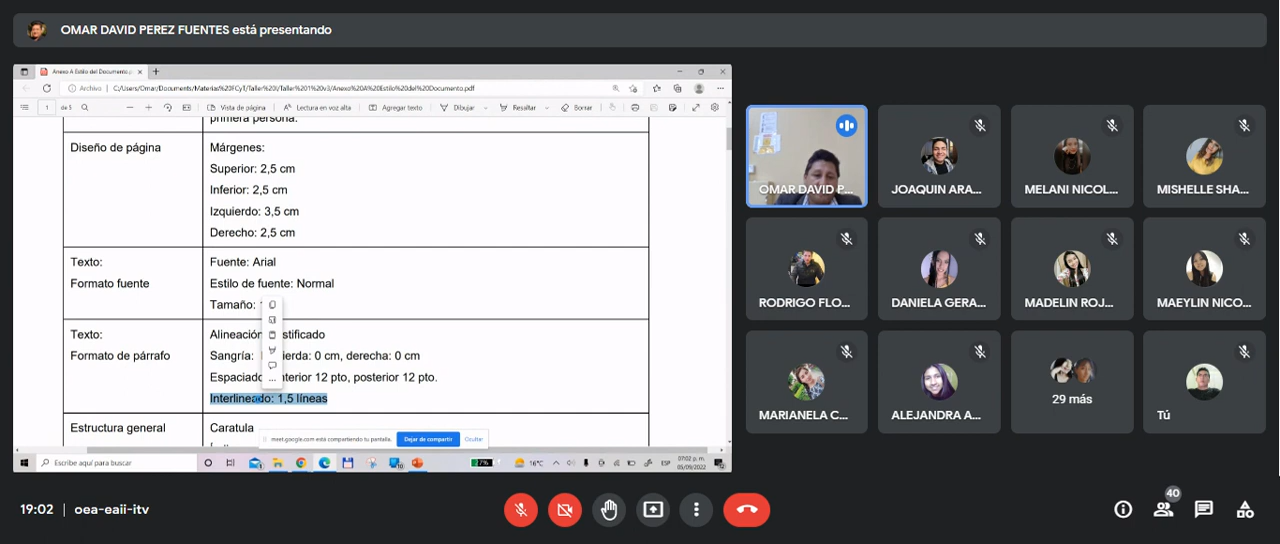 OMAR DAVID PEREZ FUENTES está presentando
Anexo A Estilo del Documento.p
Archivo | C:/Users/Omar/Documents/Materias%20FCyT/Taller%20I/Taller%201%20v3/Anexo%20A%20Estilo%20del%20Documento.pdf
1 de 5
Vista de página
Lectura en voz alta
Agregar texto
Dibujar
Resaltar
Borrar
primera persona.
Diseño de página
Márgenes:
Superior: 2,5 cm
Inferior: 2,5 cm
Izquierdo: 3,5 cm
Derecho: 2,5 cm
Texto:
Formato fuente
Fuente: Arial
Estilo de fuente: Normal
Tamaño:
Texto:
Formato de párrafo
Alineación stificado
Sangría: ierda: 0 cm, derecha: 0 cm
Espaciado nterior 12 pto, posterior 12 pto.
Interlineado: 1,5 líneas
Estructura general
Caratula
meet.google.com está compartiendo tu pantalla.
Dejar de compartir
Ocultar
Escribe aquí para buscar
16°C
ESP
07:02 p. m.
05/09/2022
OMAR DAVID P...
JOAQUIN ARA...
MELANI NICOL...
MISHELLE SHA...
RODRIGO FLO...
DANIELA GERA...
MADELIN ROJ...
MAEYLIN NICO...
MARIANELA C...
ALEJANDRA A...
29 más
Tú
19:02 | oea-eaii-itv
40